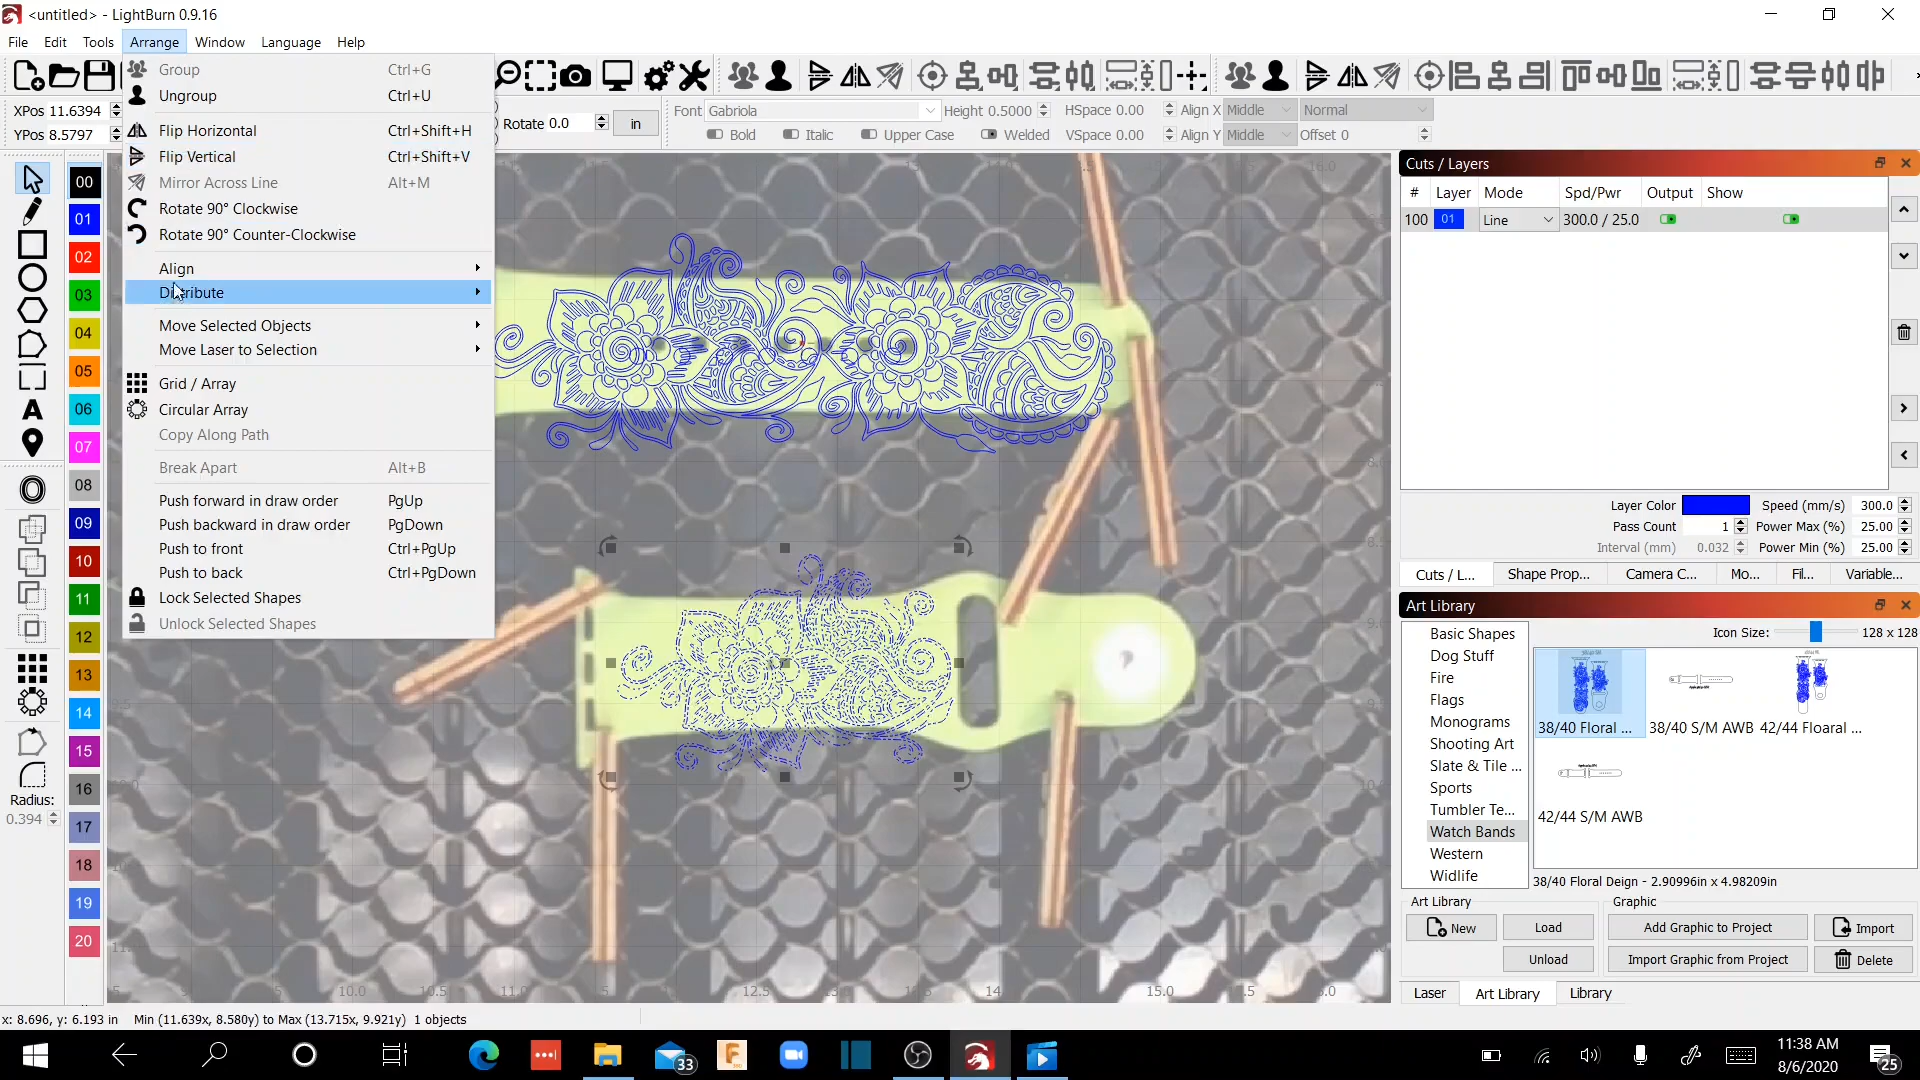 <untitled> - LightBurn 0.9.16
File Edit Tools Arrange Window Language Help
XPos 11.6394
YPos 8.5797
Rotate 0.0 in
Font Gabriola Height 0.5000 HSpace 0.00 Align X Middle Normal
Bold Italic Upper Case Welded VSpace 0.00 Align Y Middle Offset 0
Group Ctrl+G
Ungroup Ctrl+U
Flip Horizontal Ctrl+Shift+H
Flip Vertical Ctrl+Shift+V
Mirror Across Line Alt+M
Rotate 90° Clockwise
Rotate 90° Counter-Clockwise
Align
Distribute
Move Selected Objects
Move Laser to Selection
Grid / Array
Circular Array
Copy Along Path
Break Apart Alt+B
Push forward in draw order PgUp
Push backward in draw order PgDown
Push to front Ctrl+PgUp
Push to back Ctrl+PgDown
Lock Selected Shapes
Unlock Selected Shapes
00
01
02
03
04
05
06
07
08
09
10
11
12
13
14
15
16
17
18
19
20
Radius:
0.394
10.0 10.5 11.0 12.5 15.0
Cuts / Layers
# Layer Mode Spd/Pwr Output Show
100 01 Line 300.0 / 25.0
Layer Color Speed (mm/s) 300.0
Pass Count 1 Power Max (%) 25.00
Interval (mm) 0.032 Power Min (%) 25.00
Cuts / L... Shape Prop... Camera C... Mo... Fil... Variable...
Art Library
Icon Size: 128 x 128
Basic Shapes
Dog Stuff
Fire
Flags
Monograms
Shooting Art
Slate & Tile ...
Sports
Tumbler Te...
Watch Bands
Western
Widlife
38/40 Floral ... 38/40 S/M AWB 42/44 Floaral ...
42/44 S/M AWB
38/40 Floral Deign - 2.90996in x 4.98209in
Art Library Graphic
New Load Add Graphic to Project Import
Unload Import Graphic from Project Delete
Laser Art Library Library
x: 8.696, y: 6.193 in Min (11.639x, 8.580y) to Max (13.715x, 9.921y) 1 objects
33
11:38 AM
8/6/2020
25